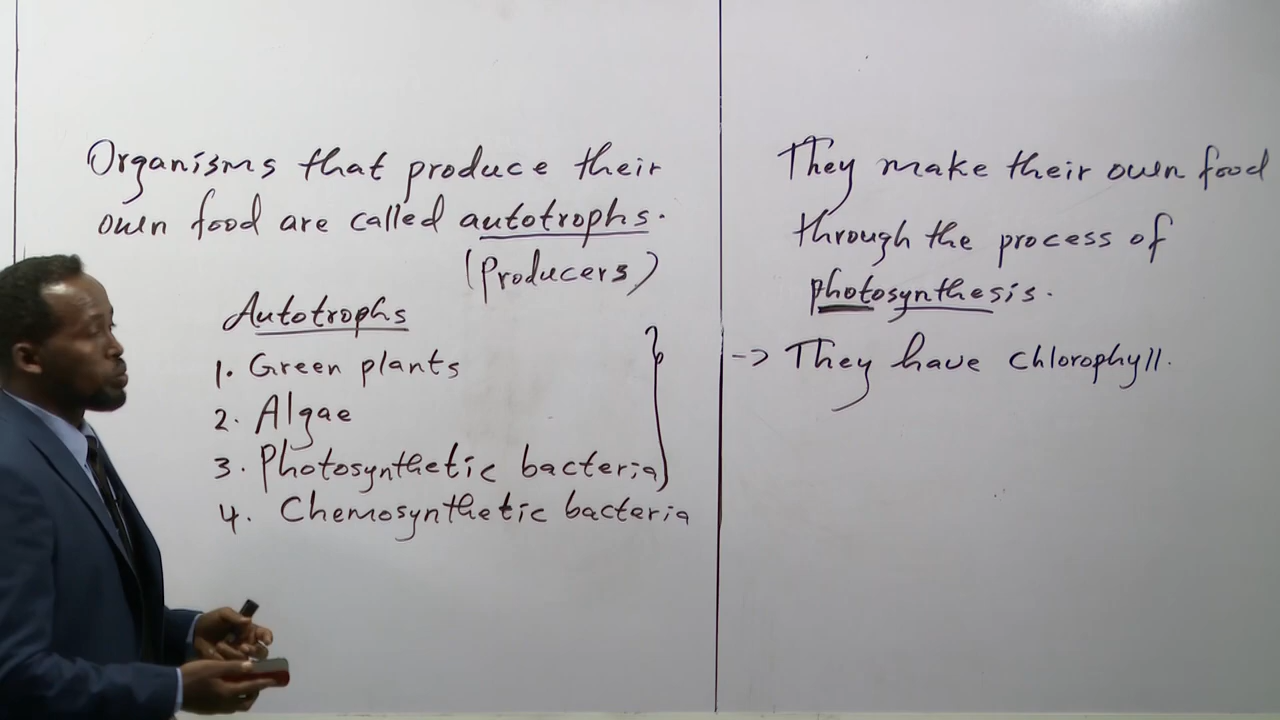 Organisms that produce their
own food are called autotrophs.
(Producers)
Autotrophs
1. Green plants
2. Algae
3. Photosynthetic bacteria
4. Chemosynthetic bacteria
They make their own food
through the process of
photosynthesis.
-> They have chlorophyll.